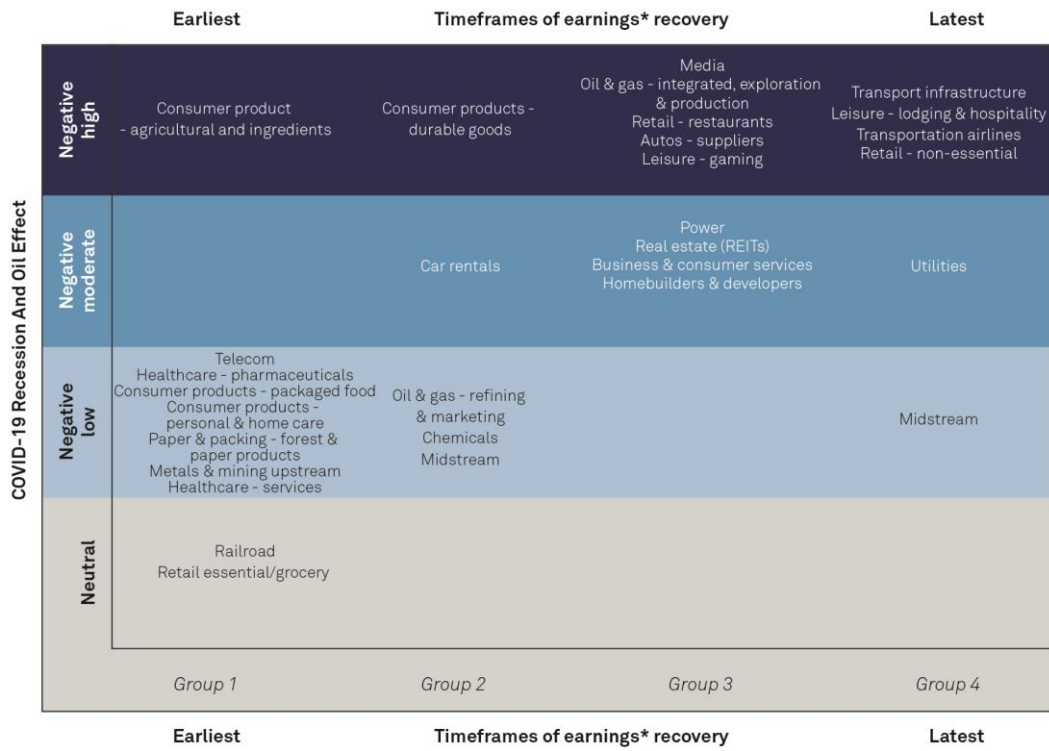 Earliest
Timeframes of earnings* recovery
Latest
COVID-19 Recession And Oil Effect
Negative
high
Consumer product
- agricultural and ingredients
Consumer products -
durable goods
Media
Oil & gas - integrated, exploration
& production
Retail - restaurants
Autos - suppliers
Leisure - gaming
Transport infrastructure
Leisure - lodging & hospitality
Transportation airlines
Retail - non-essential
Negative
moderate
Car rentals
Power
Real estate (REITs)
Business & consumer services
Homebuilders & developers
Utilities
Negative
low
Telecom
Healthcare - pharmaceuticals
Consumer products - packaged food
Consumer products -
personal & home care
Paper & packing - forest &
paper products
Metals & mining upstream
Healthcare - services
Oil & gas - refining
& marketing
Chemicals
Midstream
Midstream
Neutral
Railroad
Retail essential/grocery
Group 1
Group 2
Group 3
Group 4
Earliest
Timeframes of earnings* recovery
Latest